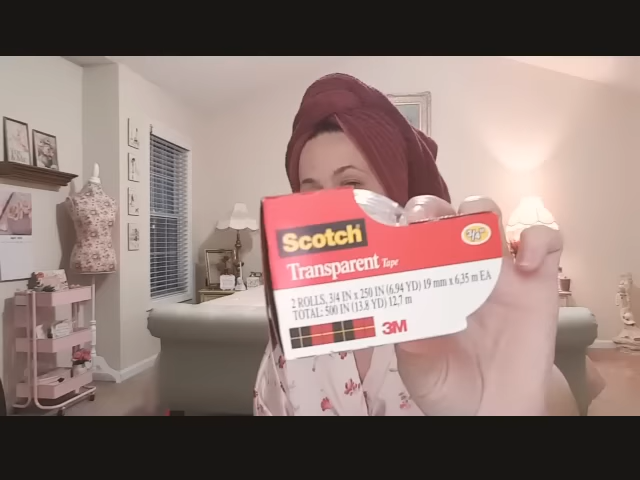 Scotch
Transparent Tape
2 ROLLS, 3/4 IN x 250 IN (6.94 YD) 19 mm x 6,35 m EA
TOTAL: 500 IN (13.8 YD) 12,7 m
3M